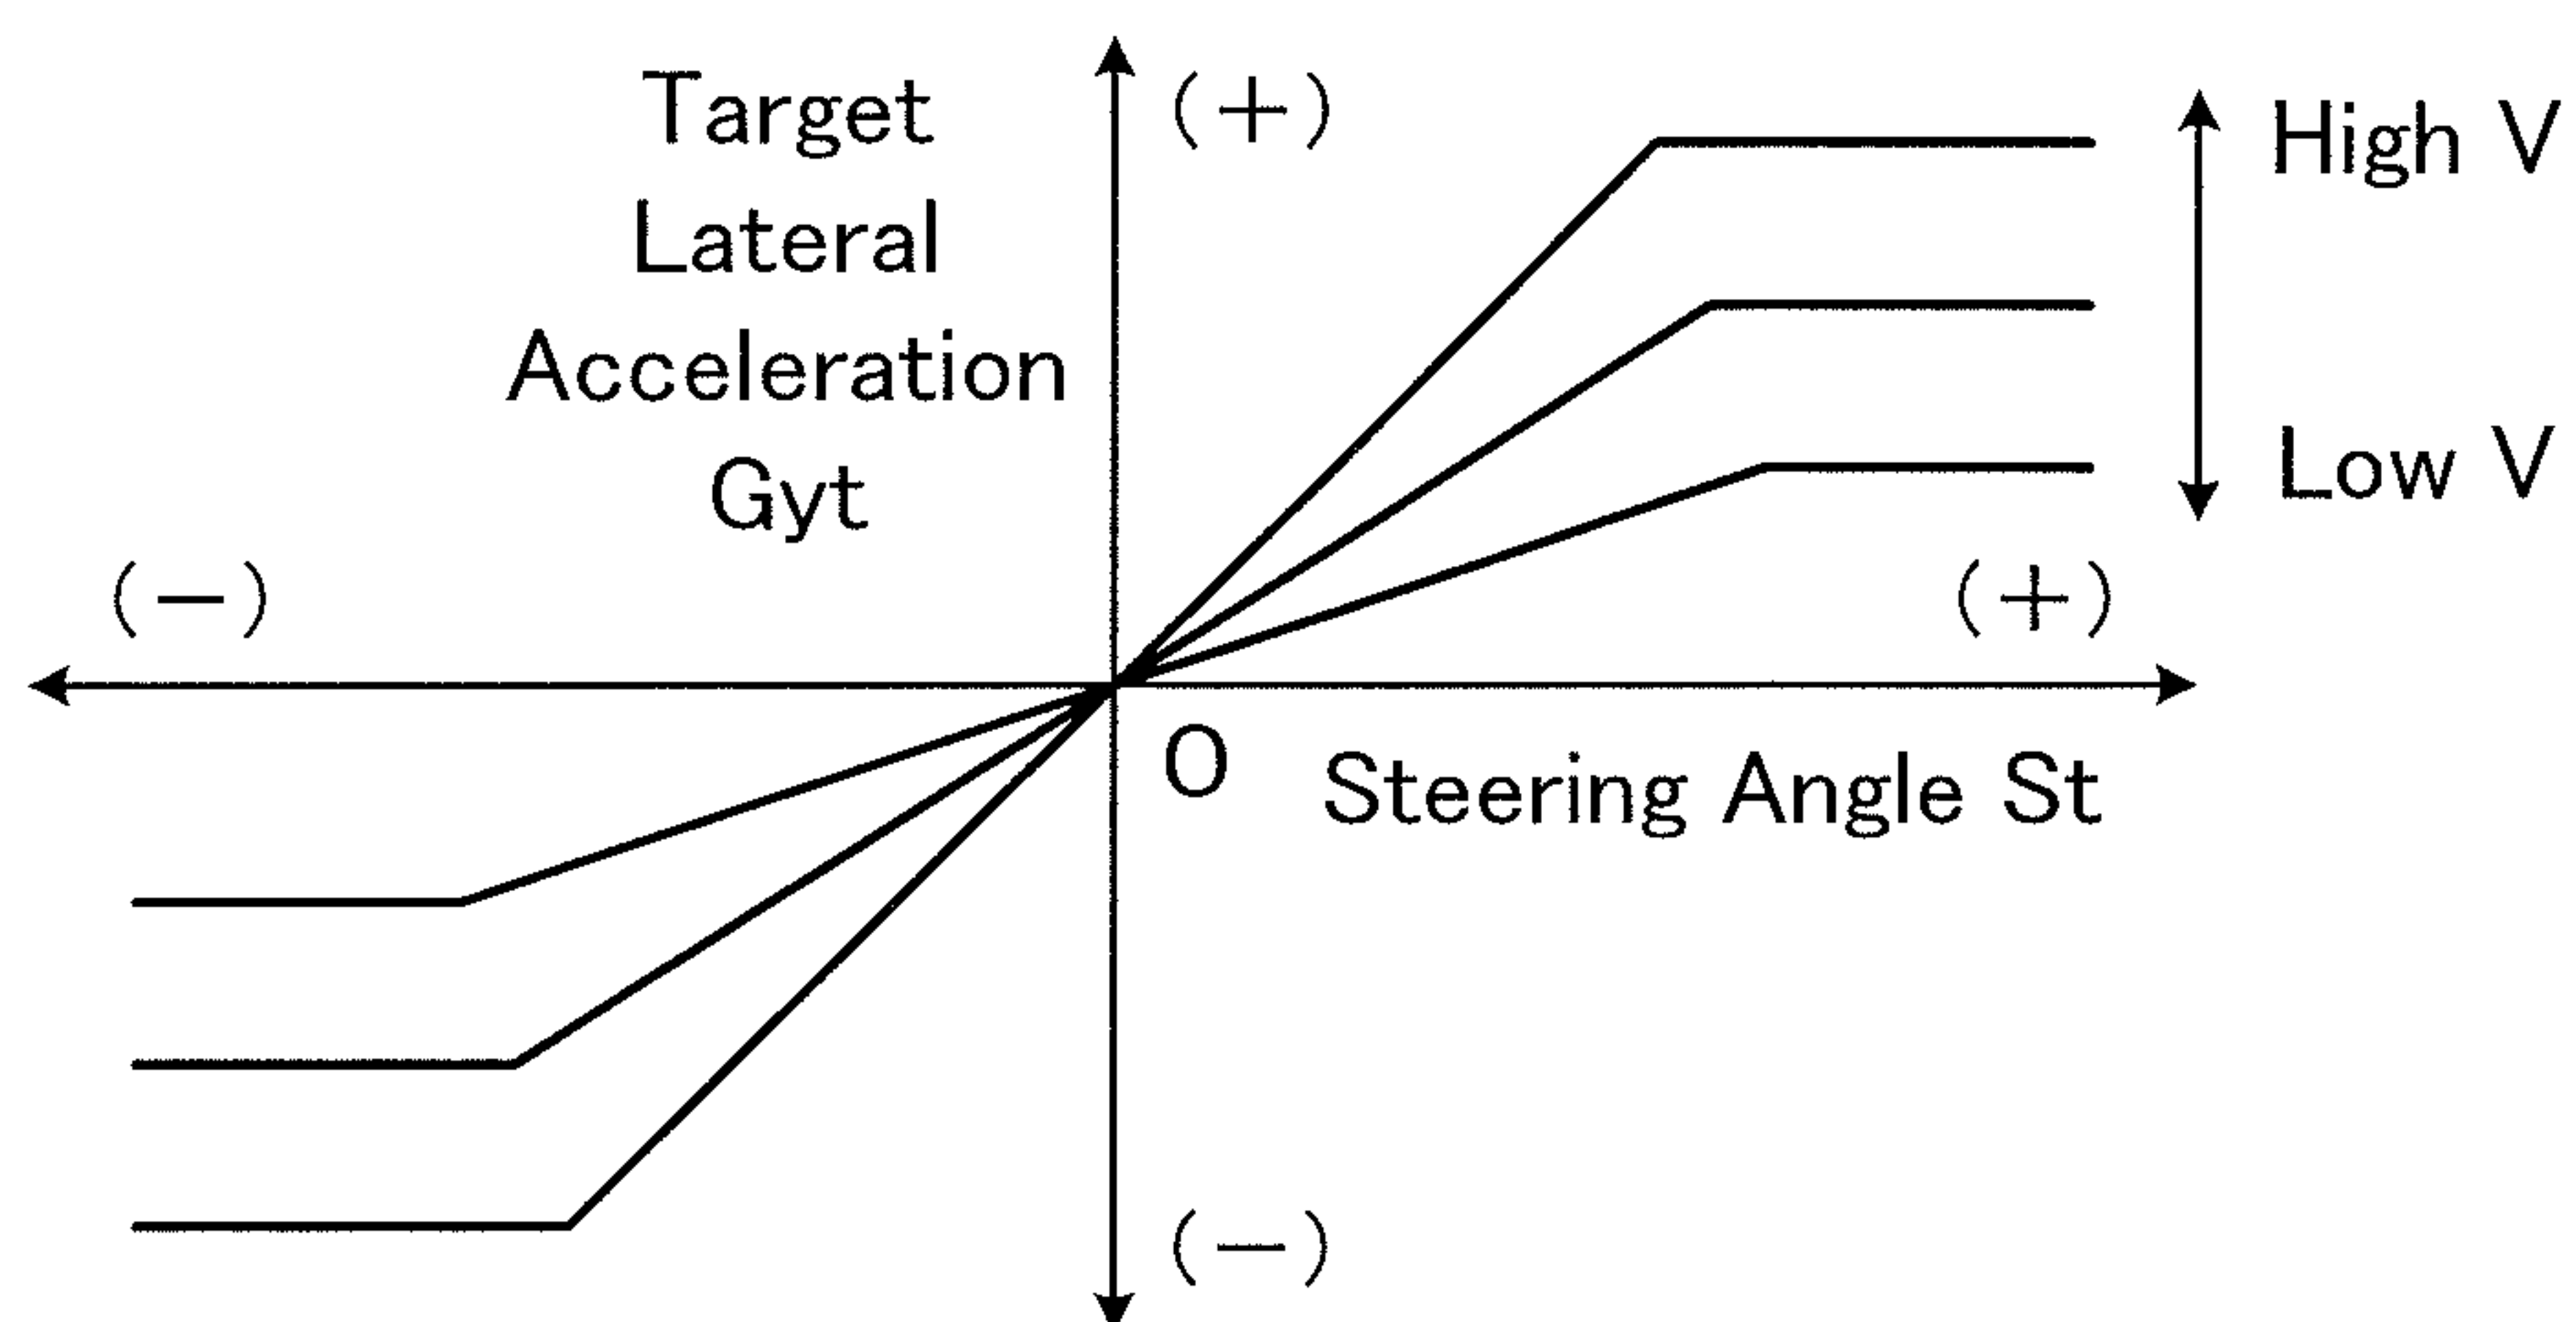 Target
Lateral
Acceleration
Gyt
(+)
High V
Low V
(−)
(+)
O
Steering Angle St
(−)